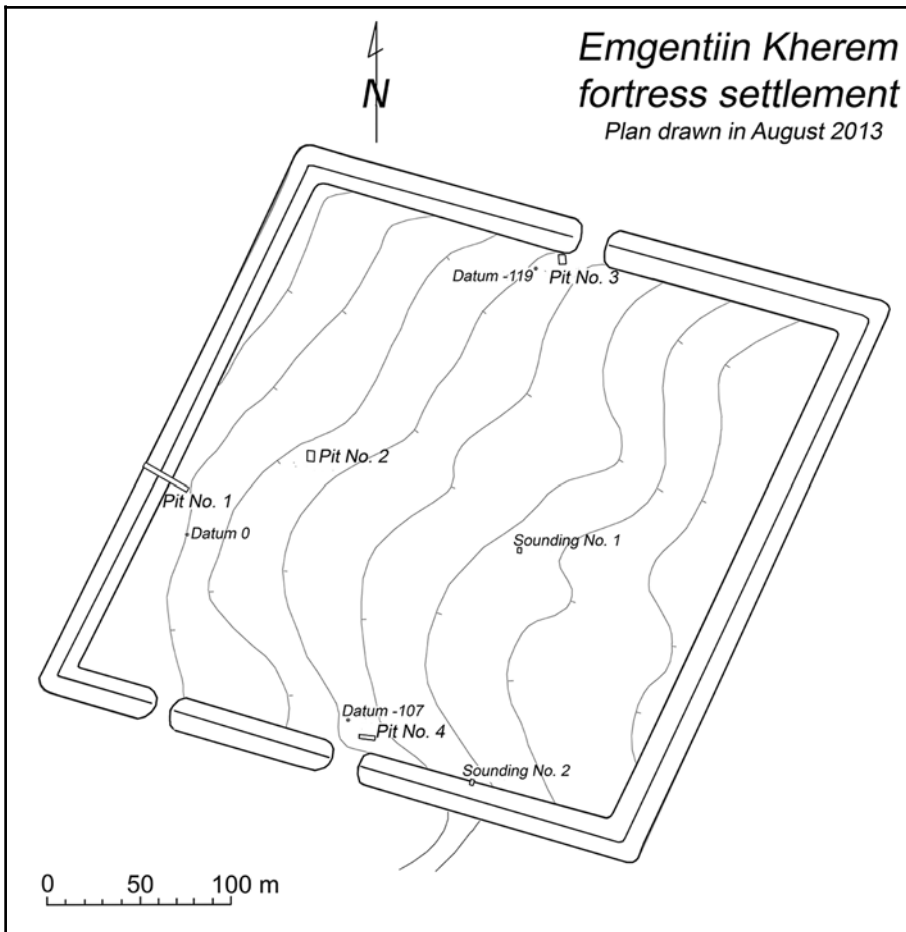 Emgentiin Kherem
fortress settlement
Plan drawn in August 2013
N
Datum -119
Pit No. 3
Pit No. 2
Pit No. 1
Datum 0
Sounding No. 1
Datum -107
Pit No. 4
Sounding No. 2
0 50 100 m